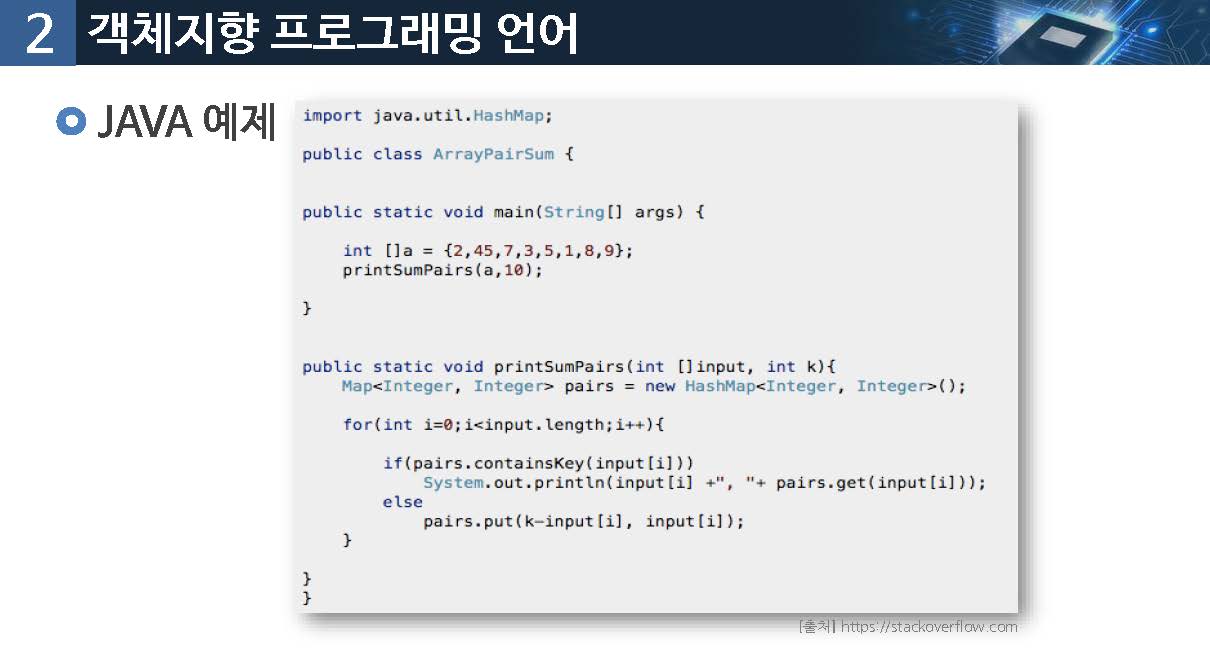 2 객체지향 프로그래밍 언어
JAVA 예제
import java.util.HashMap;
public class ArrayPairSum {
public static void main(String[] args) {
int []a = {2,45,7,3,5,1,8,9};
printSumPairs(a,10);
}
public static void printSumPairs(int []input, int k){
Map<Integer, Integer> pairs = new HashMap<Integer, Integer>();
for(int i=0;i<input.length;i++){
if(pairs.containsKey(input[i]))
System.out.println(input[i] +", "+ pairs.get(input[i]));
else
pairs.put(k-input[i], input[i]);
}
}
}
[출처] https://stackoverflow.com